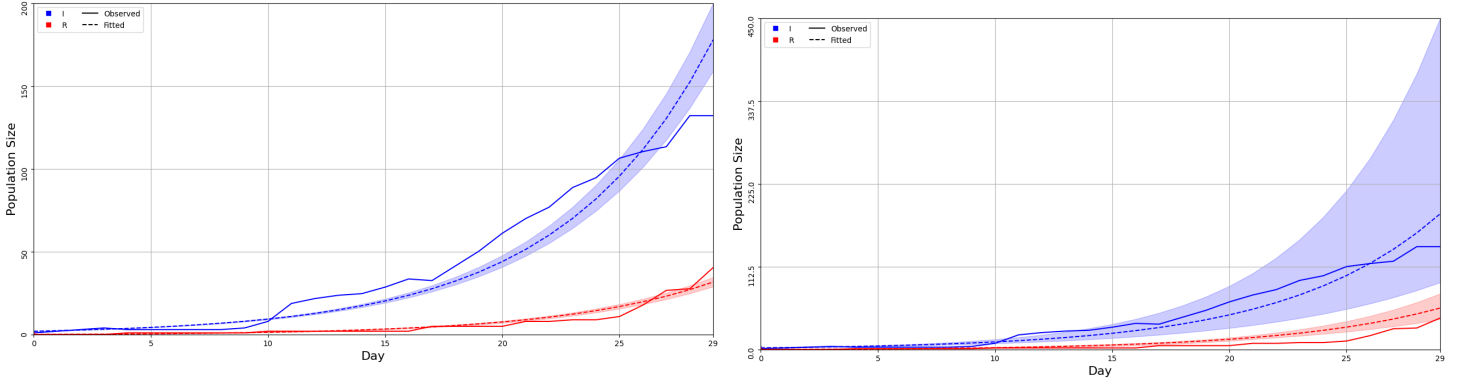 200
150
100
50
0
Population Size
I Observed
R Fitted
0 5 10 15 20 25 29
Day
450.0
337.5
225.0
112.5
0.0
Population Size
I Observed
R Fitted
0 5 10 15 20 25 29
Day